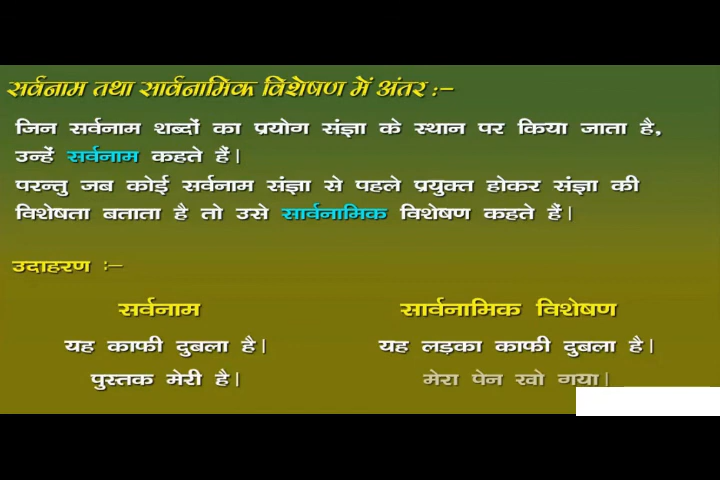 सर्वनाम तथा सार्वनामिक विशेषण में अंतर :-
जिन सर्वनाम शब्दों का प्रयोग संज्ञा के स्थान पर किया जाता है,
उन्हें सर्वनाम कहते हैं।
परन्तु जब कोई सर्वनाम संज्ञा से पहले प्रयुक्त होकर संज्ञा की
विशेषता बताता है तो उसे सार्वनामिक विशेषण कहते हैं।
उदाहरण :-
सर्वनाम सार्वनामिक विशेषण
यह काफी दुबला है। यह लड़का काफी दुबला है।
पुस्तक मेरी है। मेरा पेन खो गया।